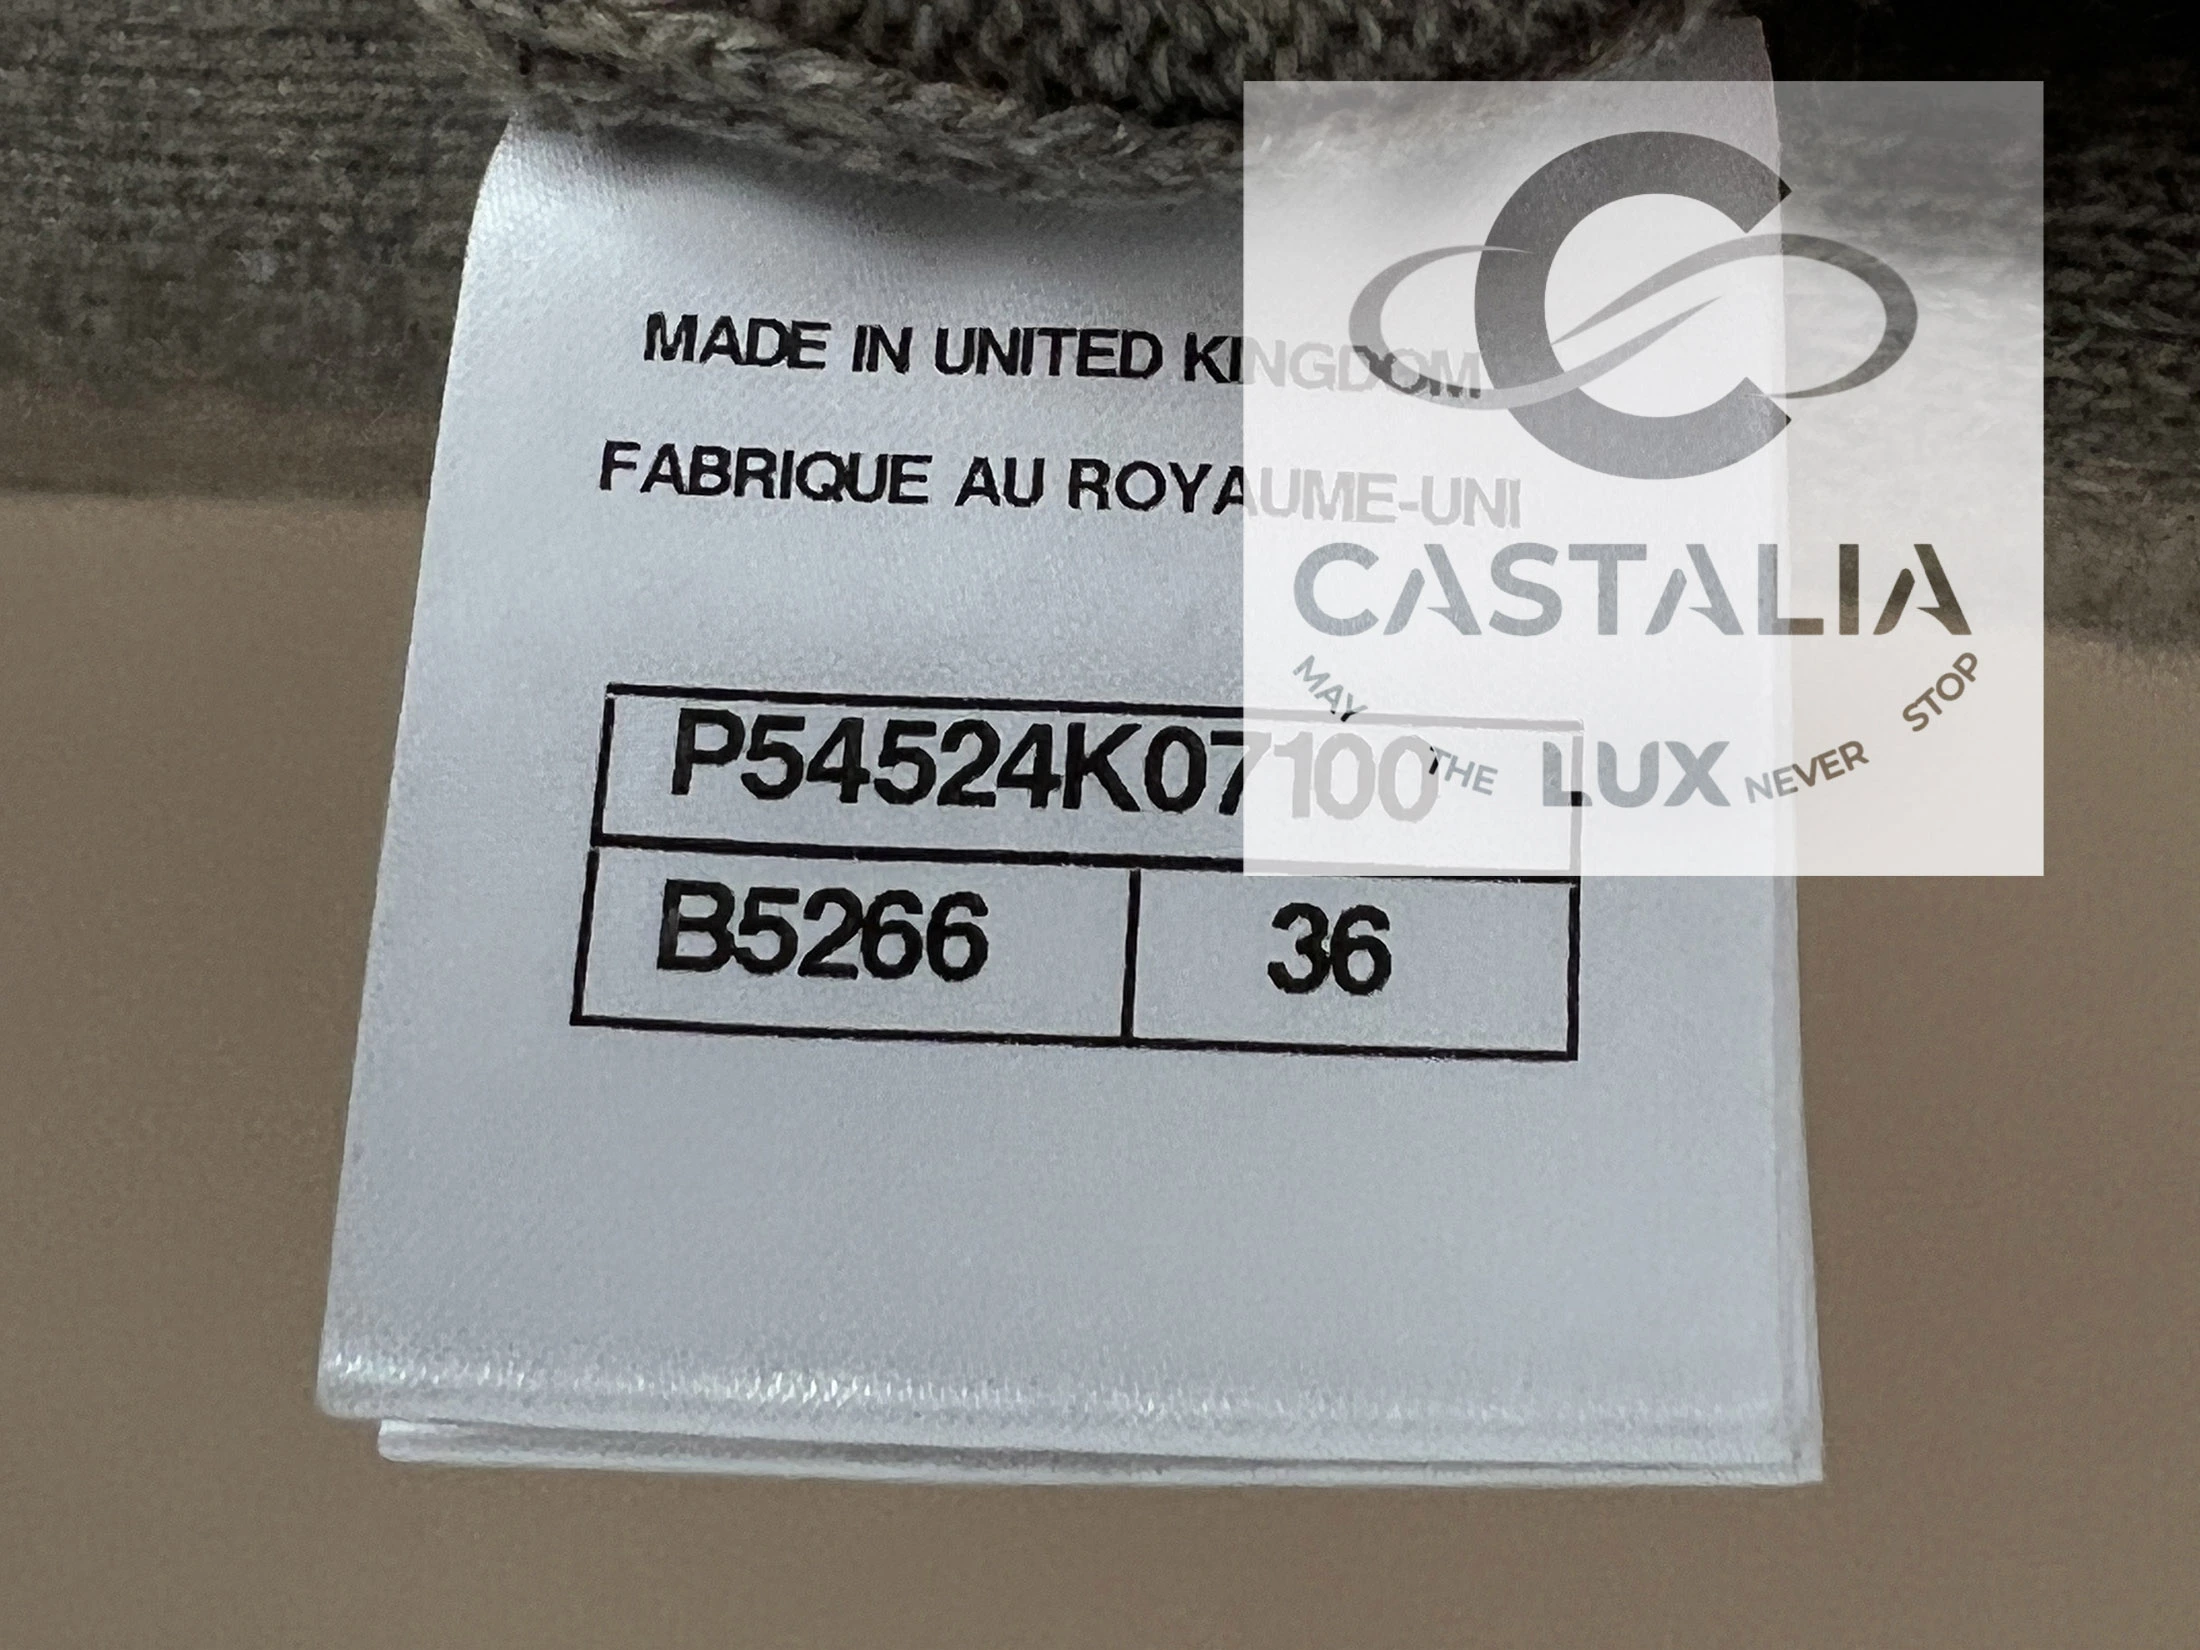 MADE IN UNITED KINGDOM
FABRIQUE AU ROYAUME-UNI
P54524K07100
B5266 36
C
CASTALIA
MAY THE LUX NEVER STOP